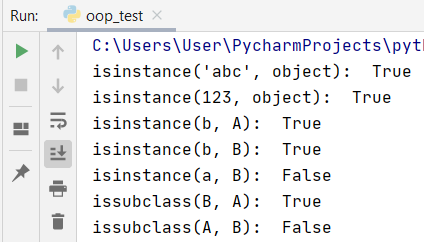 Run: oop_test
C:\Users\User\PycharmProjects\pyt
isinstance('abc', object):  True
isinstance(123, object):  True
isinstance(b, A):  True
isinstance(b, B):  True
isinstance(a, B):  False
issubclass(B, A):  True
issubclass(A, B):  False